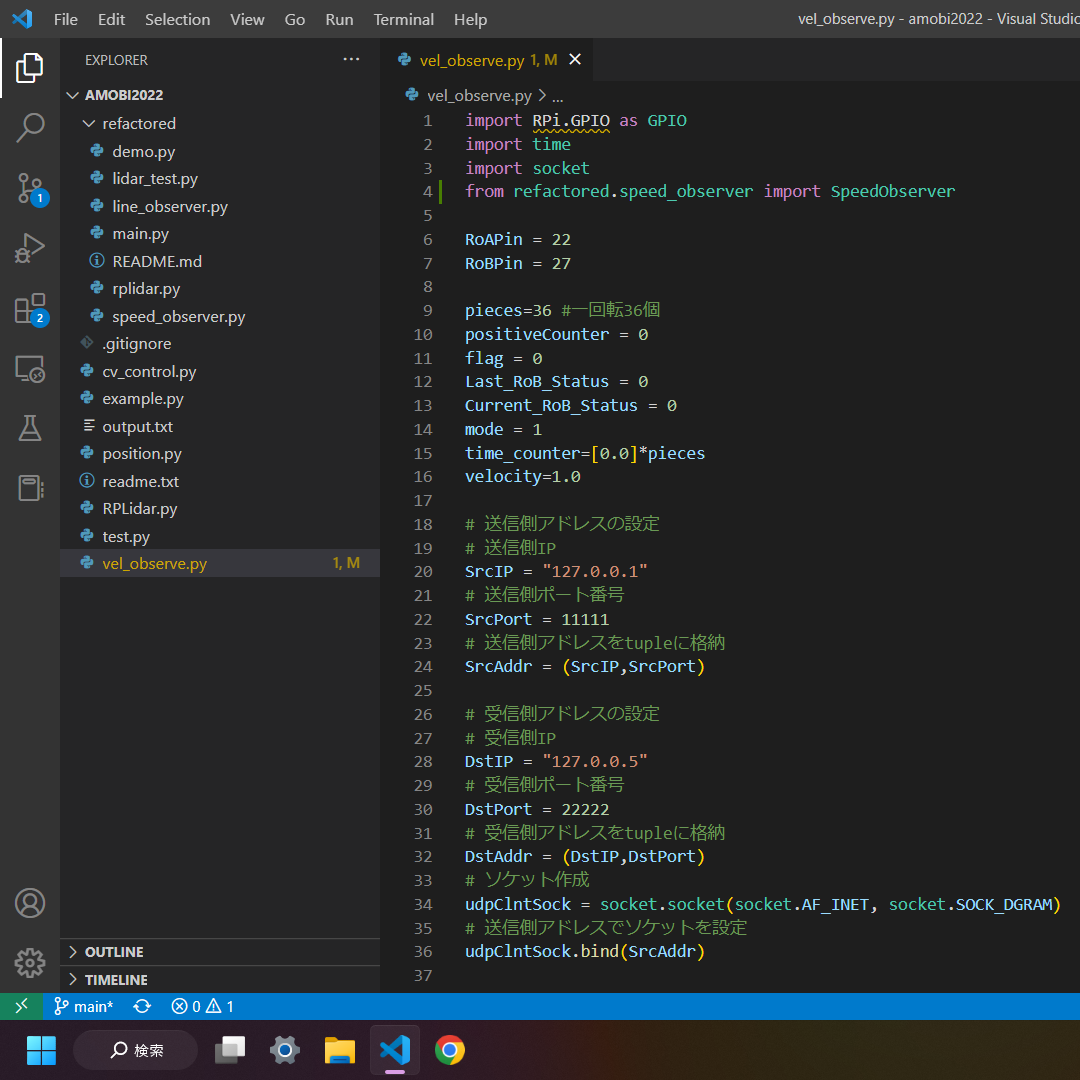 File Edit Selection View Go Run Terminal Help vel_observe.py - amobi2022 - Visual Studio
EXPLORER ...
AMOBI2022
refactored
demo.py
lidar_test.py
line_observer.py
main.py
README.md
rplidar.py
speed_observer.py
.gitignore
cv_control.py
example.py
output.txt
position.py
readme.txt
RPLidar.py
test.py
vel_observe.py 1, M
OUTLINE
TIMELINE
1
2
vel_observe.py 1, M
vel_observe.py > ...
1 import RPi.GPIO as GPIO
2 import time
3 import socket
4 from refactored.speed_observer import SpeedObserver
5
6 RoAPin = 22
7 RoBPin = 27
8
9 pieces=36 #一回転36個
10 positiveCounter = 0
11 flag = 0
12 Last_RoB_Status = 0
13 Current_RoB_Status = 0
14 mode = 1
15 time_counter=[0.0]*pieces
16 velocity=1.0
17
18 # 送信側アドレスの設定
19 # 送信側IP
20 SrcIP = "127.0.0.1"
21 # 送信側ポート番号
22 SrcPort = 11111
23 # 送信側アドレスをtupleに格納
24 SrcAddr = (SrcIP,SrcPort)
25
26 # 受信側アドレスの設定
27 # 受信側IP
28 DstIP = "127.0.0.5"
29 # 受信側ポート番号
30 DstPort = 22222
31 # 受信側アドレスをtupleに格納
32 DstAddr = (DstIP,DstPort)
33 # ソケット作成
34 udpClntSock = socket.socket(socket.AF_INET, socket.SOCK_DGRAM)
35 # 送信側アドレスでソケットを設定
36 udpClntSock.bind(SrcAddr)
37
main* 0 1
検索